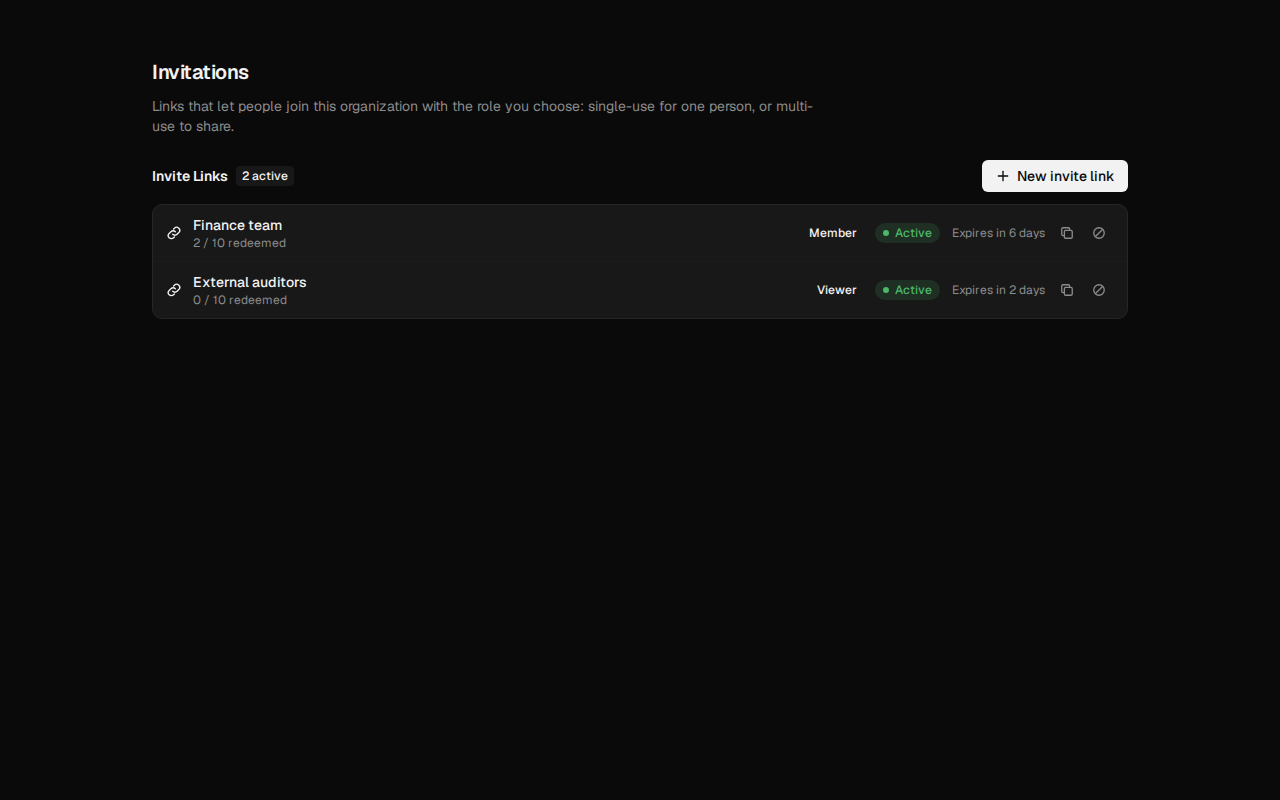 Invitations
Links that let people join this organization with the role you choose: single-use for one person, or multi-
use to share.
Invite Links 2 active
New invite link
Finance team
2 / 10 redeemed
Member Active Expires in 6 days
External auditors
0 / 10 redeemed
Viewer Active Expires in 2 days